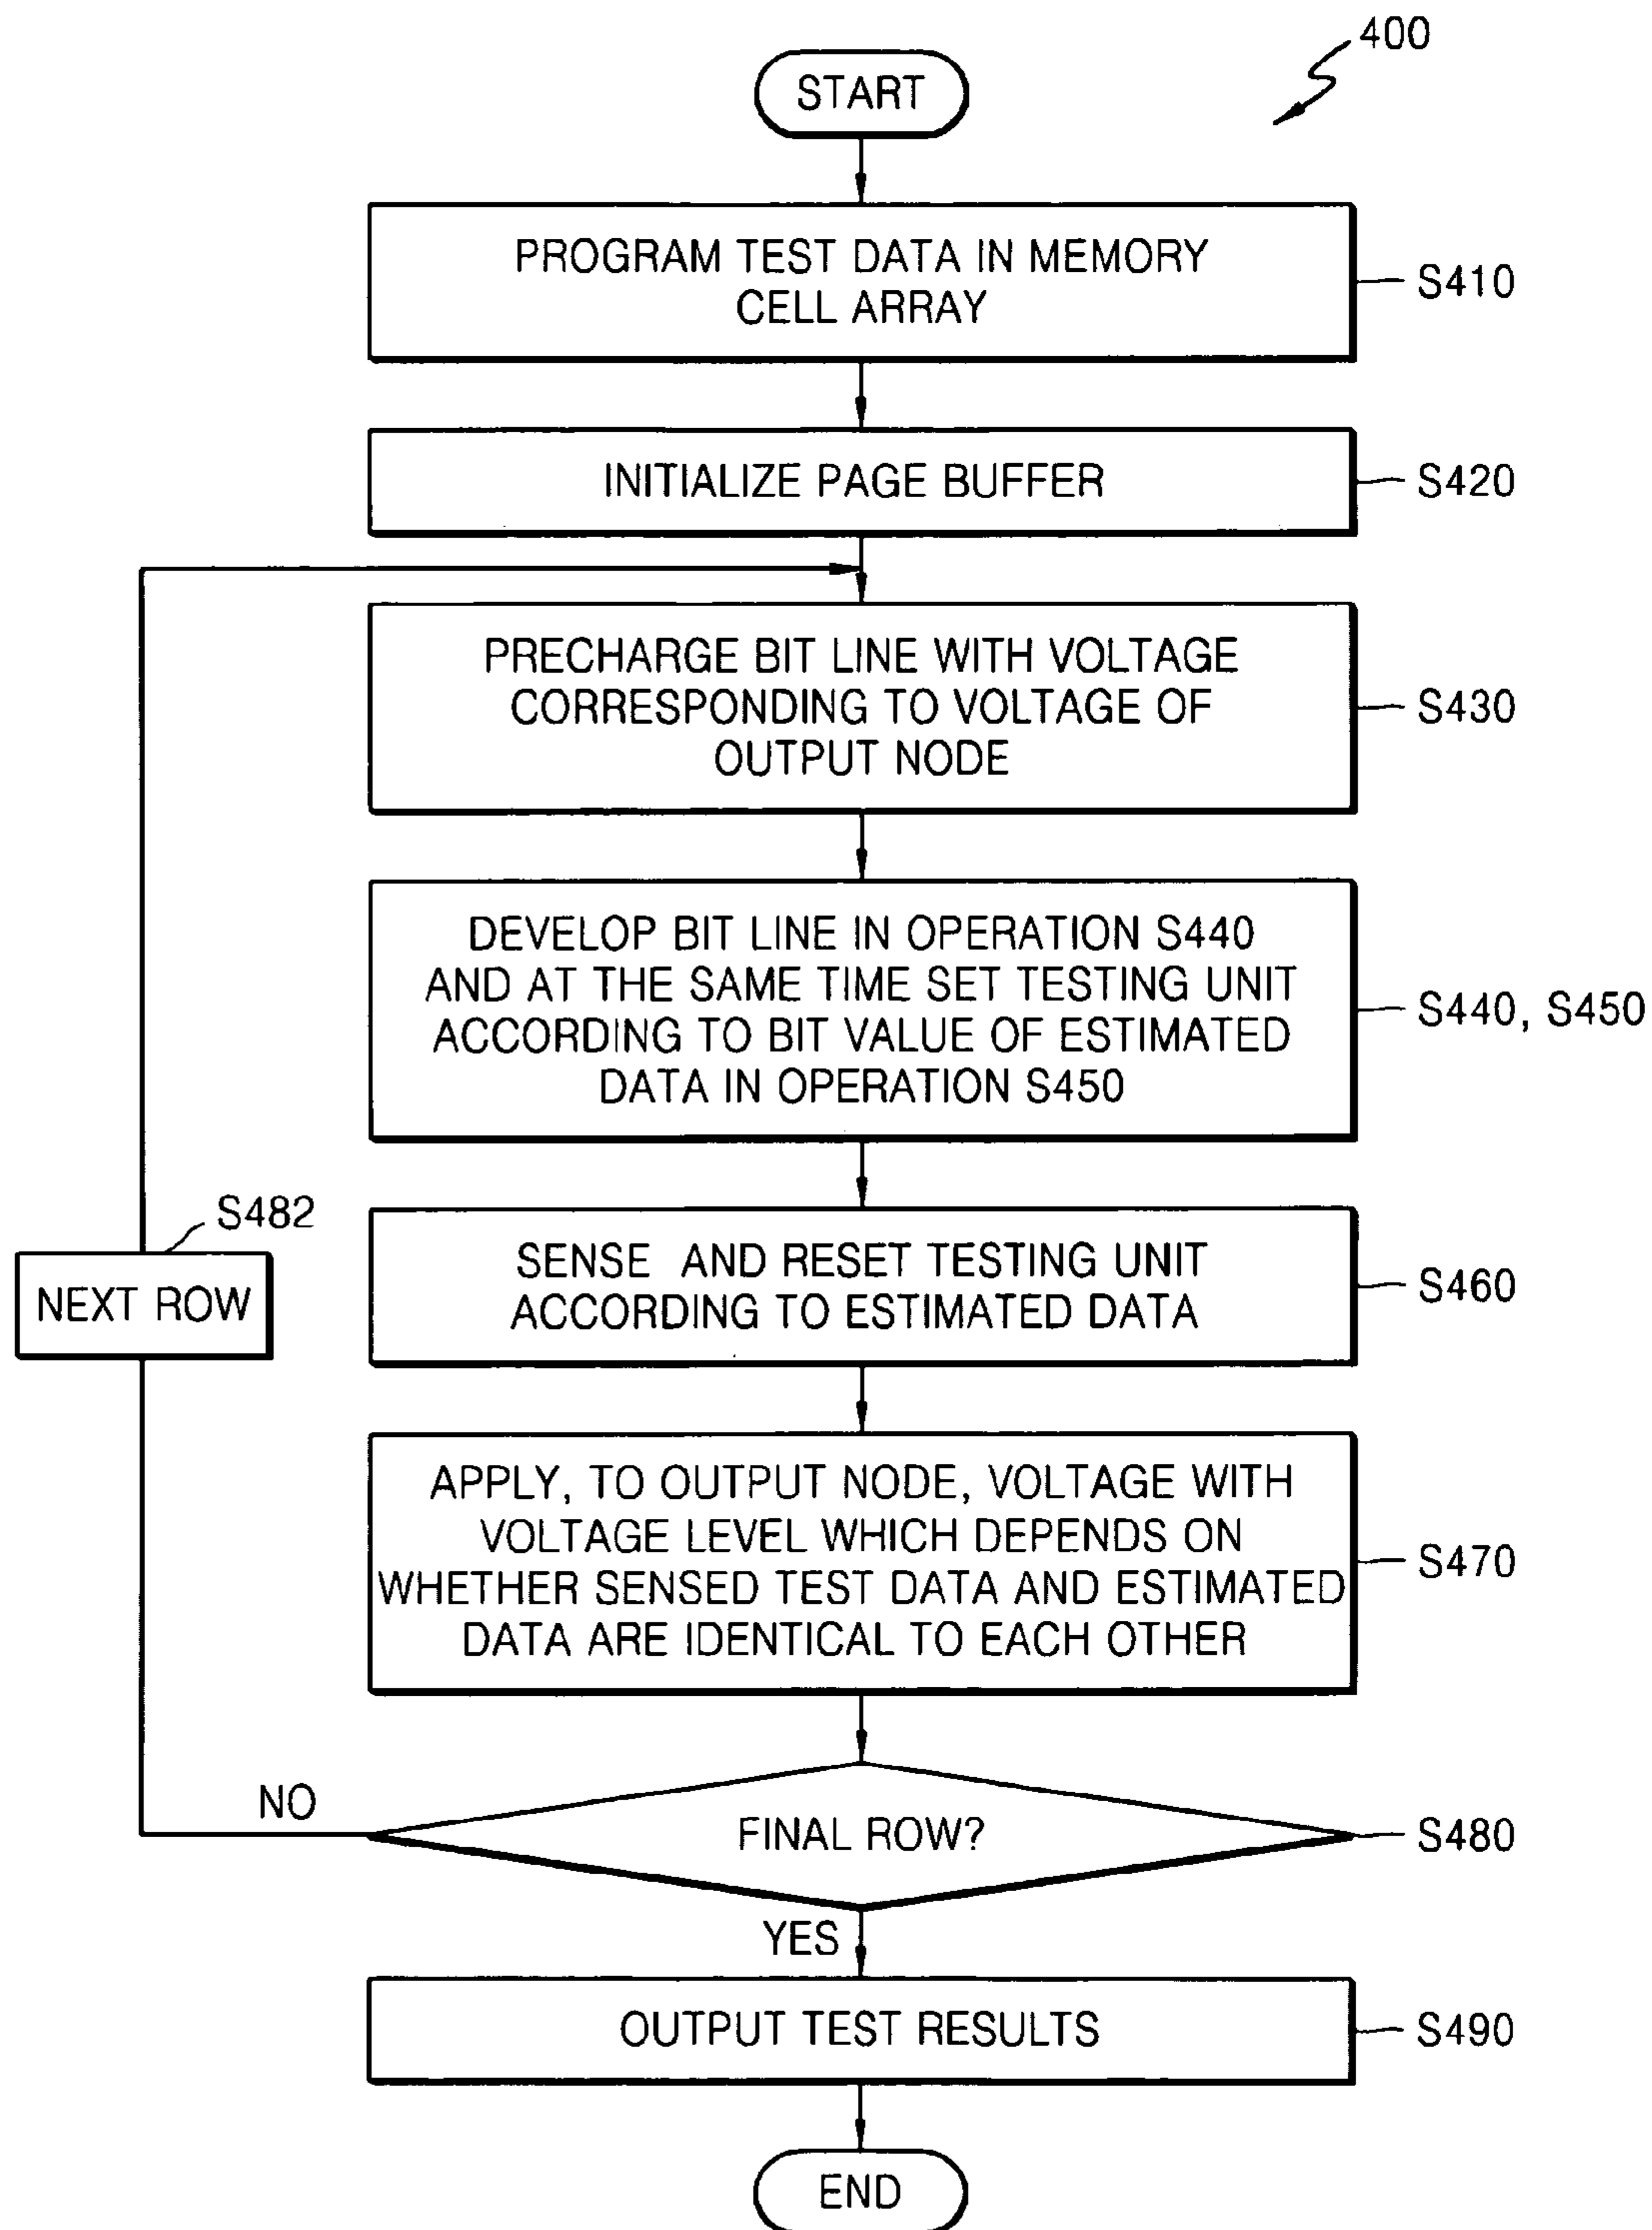 400
START
PROGRAM TEST DATA IN MEMORY
CELL ARRAY
S410
INITIALIZE PAGE BUFFER
S420
PRECHARGE BIT LINE WITH VOLTAGE
CORRESPONDING TO VOLTAGE OF
OUTPUT NODE
S430
DEVELOP BIT LINE IN OPERATION S440
AND AT THE SAME TIME SET TESTING UNIT
ACCORDING TO BIT VALUE OF ESTIMATED
DATA IN OPERATION S450
S440, S450
S482
NEXT ROW
SENSE AND RESET TESTING UNIT
ACCORDING TO ESTIMATED DATA
S460
APPLY, TO OUTPUT NODE, VOLTAGE WITH
VOLTAGE LEVEL WHICH DEPENDS ON
WHETHER SENSED TEST DATA AND ESTIMATED
DATA ARE IDENTICAL TO EACH OTHER
S470
NO
FINAL ROW?
S480
YES
OUTPUT TEST RESULTS
S490
END